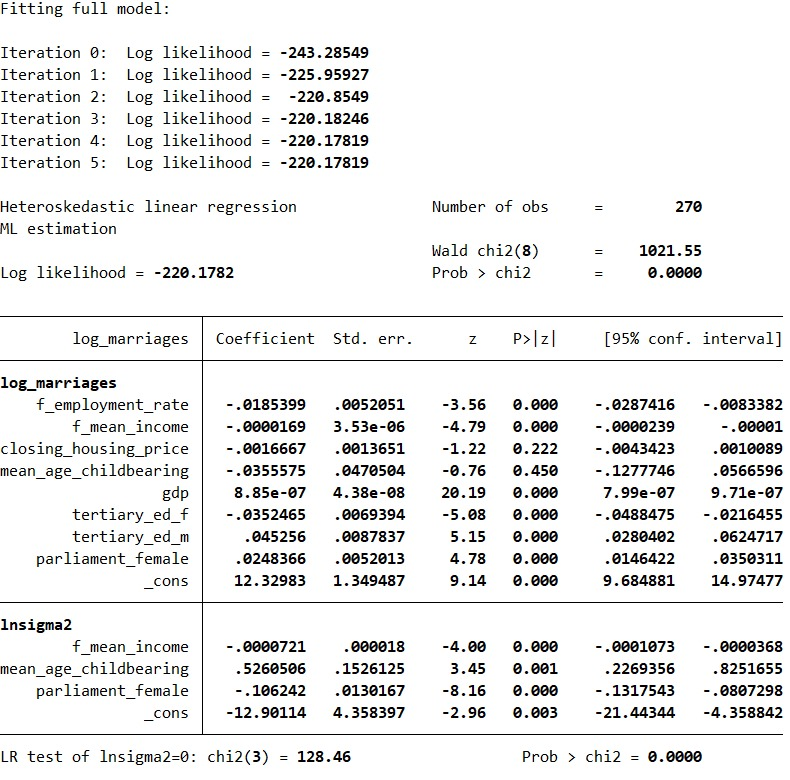 Fitting full model:
Iteration 0:  Log likelihood = -243.28549
Iteration 1:  Log likelihood = -225.95927
Iteration 2:  Log likelihood =  -220.8549
Iteration 3:  Log likelihood = -220.18246
Iteration 4:  Log likelihood = -220.17819
Iteration 5:  Log likelihood = -220.17819
Heteroskedastic linear regression               Number of obs     =        270
ML estimation
                                                Wald chi2(8)      =    1021.55
Log likelihood = -220.1782                      Prob > chi2       =     0.0000
log_marriages | Coefficient  Std. err.      z    P>|z|     [95% conf. interval]
log_marriages
f_employment_rate | -.0185399   .0052051    -3.56   0.000    -.0287416   -.0083382
f_mean_income | -.0000169   3.53e-06    -4.79   0.000    -.0000239     -.00001
closing_housing_price | -.0016667   .0013651    -1.22   0.222    -.0043423    .0010089
mean_age_childbearing | -.0355575   .0470504    -0.76   0.450    -.1277746    .0566596
gdp | 8.85e-07   4.38e-08    20.19   0.000     7.99e-07    9.71e-07
tertiary_ed_f | -.0352465   .0069394    -5.08   0.000    -.0488475   -.0216455
tertiary_ed_m | .045256   .0087837     5.15   0.000     .0280402    .0624717
parliament_female | .0248366   .0052013     4.78   0.000     .0146422    .0350311
_cons | 12.32983   1.349487     9.14   0.000     9.684881    14.97477
lnsigma2
f_mean_income | -.0000721    .000018    -4.00   0.000    -.0001073   -.0000368
mean_age_childbearing | .5260506   .1526125     3.45   0.001     .2269356    .8251655
parliament_female | -.106242   .0130167    -8.16   0.000    -.1317543   -.0807298
_cons | -12.90114   4.358397    -2.96   0.003    -21.44344   -4.358842
LR test of lnsigma2=0: chi2(3) = 128.46                   Prob > chi2 = 0.0000